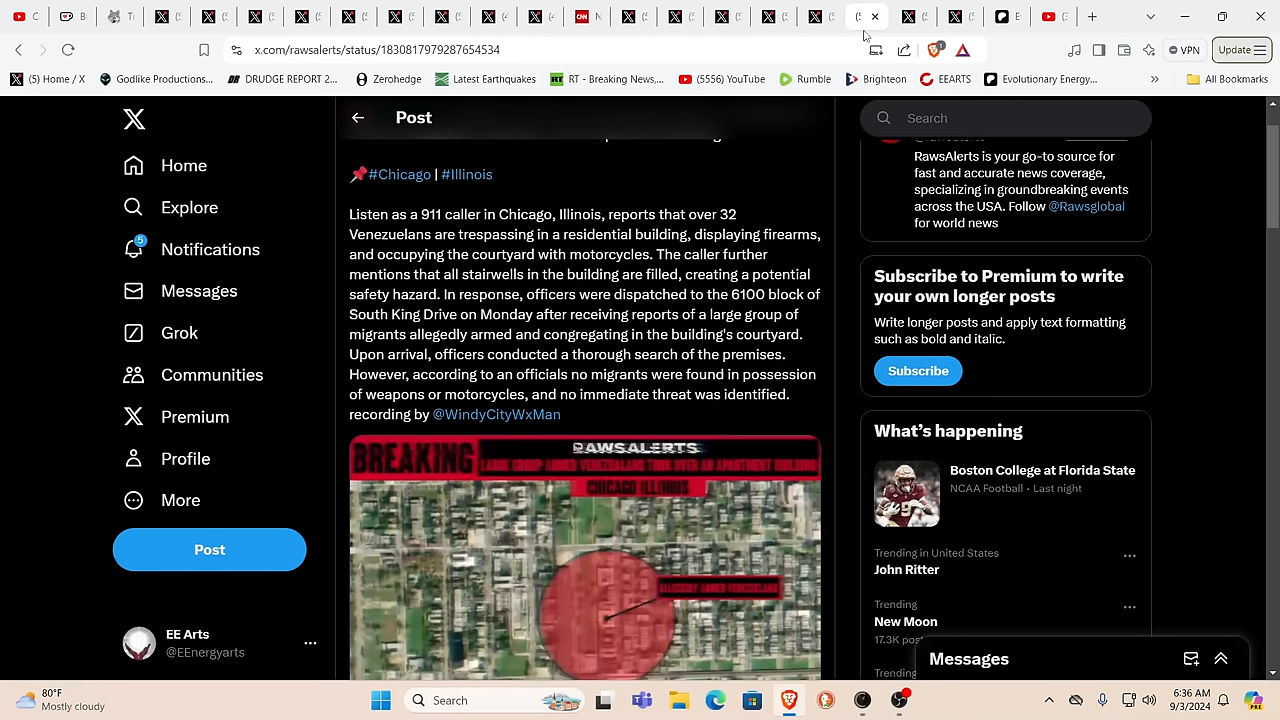 x.com/rawsalerts/status/1830817979287654534
VPN
Update
(5) Home / X
Godlike Productions...
DRUDGE REPORT 2...
Zerohedge
Latest Earthquakes
RT - Breaking News,...
(5556) YouTube
Rumble
Brighteon
EEARTS
Evolutionary Energy...
All Bookmarks
Home
Explore
5
Notifications
Messages
Grok
Communities
Premium
Profile
More
Post
EE Arts
@EEnergyarts
Post
#Chicago | #Illinois
Listen as a 911 caller in Chicago, Illinois, reports that over 32
Venezuelans are trespassing in a residential building, displaying firearms,
and occupying the courtyard with motorcycles. The caller further
mentions that all stairwells in the building are filled, creating a potential
safety hazard. In response, officers were dispatched to the 6100 block of
South King Drive on Monday after receiving reports of a large group of
migrants allegedly armed and congregating in the building's courtyard.
Upon arrival, officers conducted a thorough search of the premises.
However, according to an officials no migrants were found in possession
of weapons or motorcycles, and no immediate threat was identified.
recording by @WindyCityWxMan
RAWSALERTS
BREAKING
LARGE GROUP ARMED VENEZUELANS TOOK OVER AN APARTMENT BUILDING
CHICAGO ILLINOIS
Search
RawsAlerts is your go-to source for
fast and accurate news coverage,
specializing in groundbreaking events
across the USA. Follow @Rawsglobal
for world news
Subscribe to Premium to write
your own longer posts
Write longer posts and apply text formatting
such as bold and italic.
Subscribe
What's happening
Boston College at Florida State
NCAA Football · Last night
Trending in United States
John Ritter
Trending
New Moon
17.3K
Trending
Messages
80°F
Mostly cloudy
Search
6:36 AM
9/3/2024